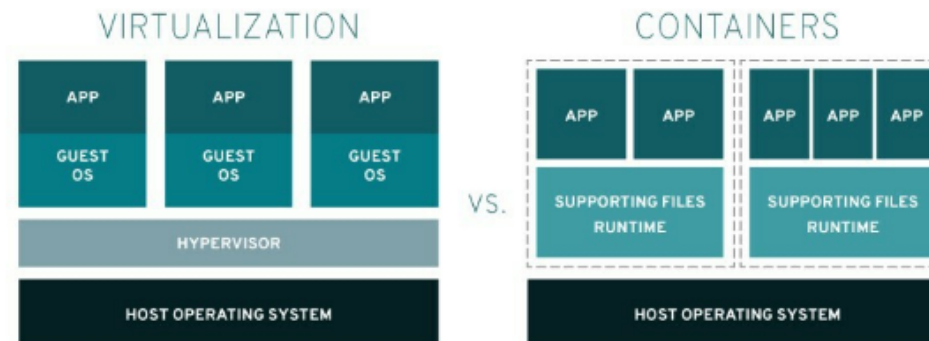 VIRTUALIZATION
APP
APP
APP
GUEST
OS
GUEST
OS
GUEST
OS
HYPERVISOR
HOST OPERATING SYSTEM
VS.
CONTAINERS
APP
APP
APP
APP
APP
SUPPORTING FILES
RUNTIME
SUPPORTING FILES
RUNTIME
HOST OPERATING SYSTEM